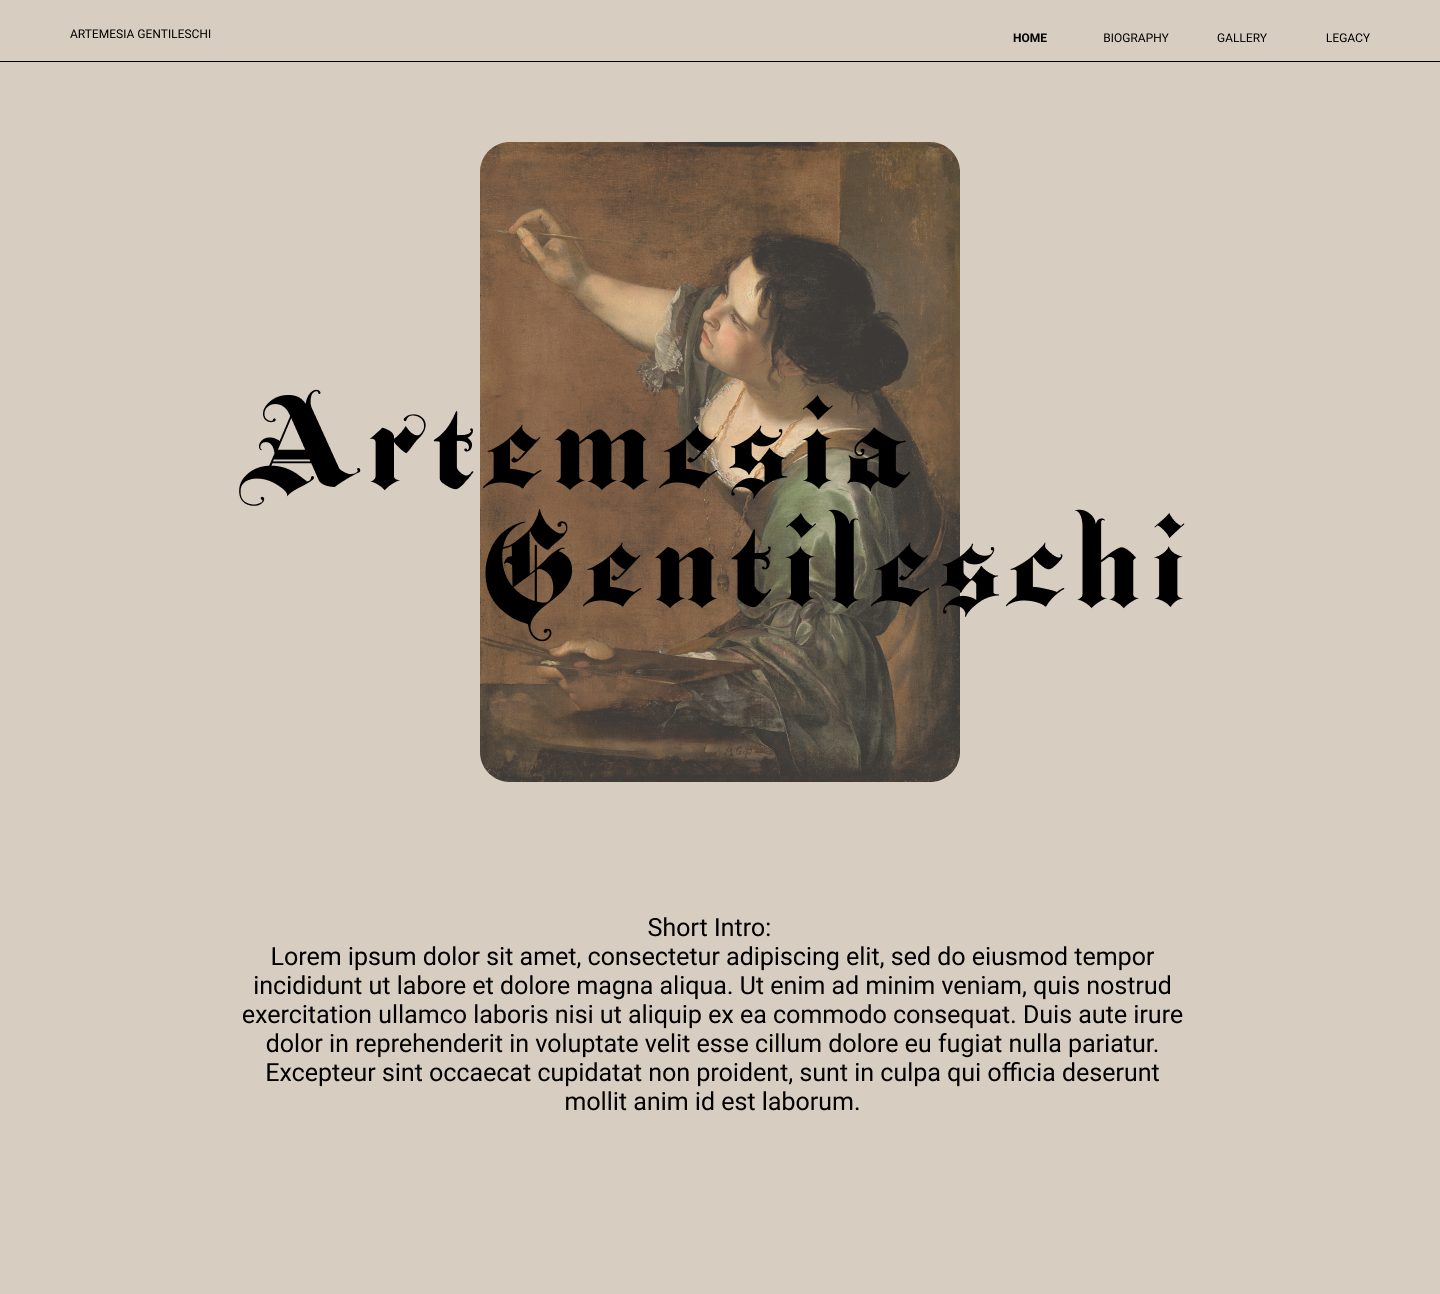 ARTEMESIA GENTILESCHI
HOME BIOGRAPHY GALLERY LEGACY
Artemesia
Gentileschi
Short Intro:
Lorem ipsum dolor sit amet, consectetur adipiscing elit, sed do eiusmod tempor
incididunt ut labore et dolore magna aliqua. Ut enim ad minim veniam, quis nostrud
exercitation ullamco laboris nisi ut aliquip ex ea commodo consequat. Duis aute irure
dolor in reprehenderit in voluptate velit esse cillum dolore eu fugiat nulla pariatur.
Excepteur sint occaecat cupidatat non proident, sunt in culpa qui officia deserunt
mollit anim id est laborum.